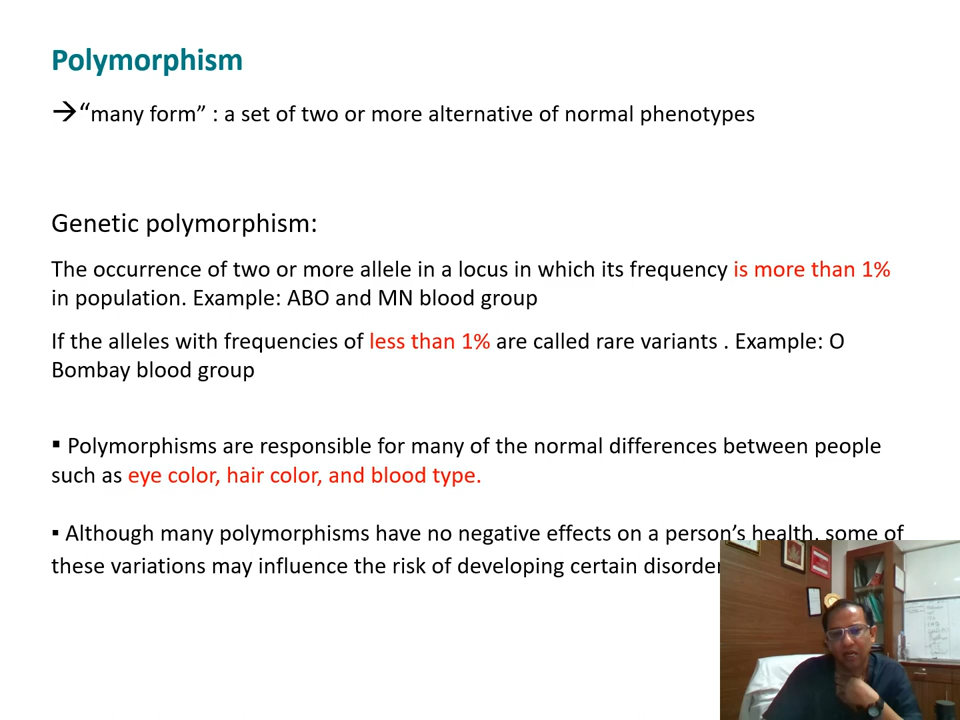 Polymorphism
→“many form” : a set of two or more alternative of normal phenotypes
Genetic polymorphism:
The occurrence of two or more allele in a locus in which its frequency is more than 1%
in population. Example: ABO and MN blood group
If the alleles with frequencies of less than 1% are called rare variants . Example: O
Bombay blood group
▪ Polymorphisms are responsible for many of the normal differences between people
such as eye color, hair color, and blood type.
▪ Although many polymorphisms have no negative effects on a person’s health, some of
these variations may influence the risk of developing certain